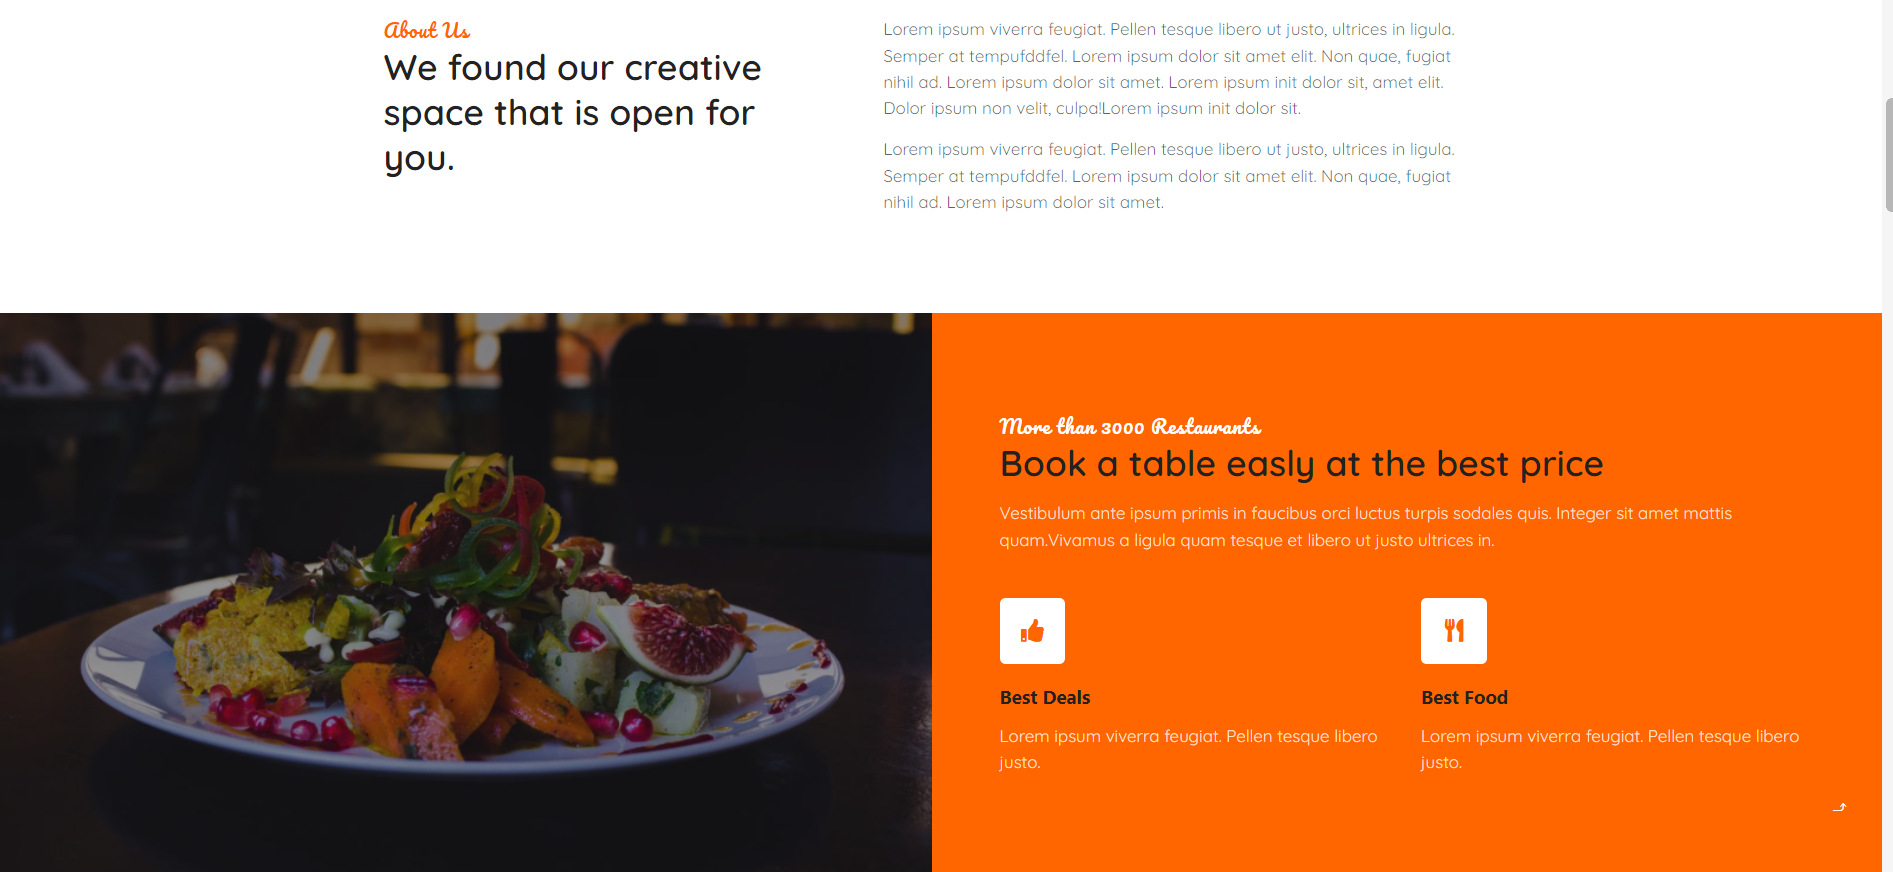 About Us
We found our creative
space that is open for
you.
Lorem ipsum viverra feugiat. Pellen tesque libero ut justo, ultrices in ligula.
Semper at tempufddfel. Lorem ipsum dolor sit amet elit. Non quae, fugiat
nihil ad. Lorem ipsum dolor sit amet. Lorem ipsum init dolor sit, amet elit.
Dolor ipsum non velit, culpa!Lorem ipsum init dolor sit.
Lorem ipsum viverra feugiat. Pellen tesque libero ut justo, ultrices in ligula.
Semper at tempufddfel. Lorem ipsum dolor sit amet elit. Non quae, fugiat
nihil ad. Lorem ipsum dolor sit amet.
More than 3000 Restaurants
Book a table easly at the best price
Vestibulum ante ipsum primis in faucibus orci luctus turpis sodales quis. Integer sit amet mattis
quam.Vivamus a ligula quam tesque et libero ut justo ultrices in.
Best Deals
Lorem ipsum viverra feugiat. Pellen tesque libero
justo.
Best Food
Lorem ipsum viverra feugiat. Pellen tesque libero
justo.